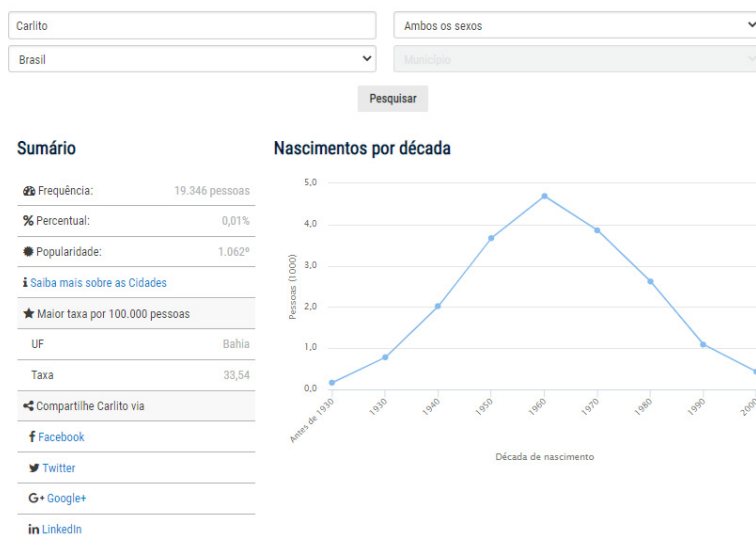 Carlito
Ambos os sexos
Brasil
Município
Pesquisar
Sumário
Frequência: 19.346 pessoas
Percentual: 0,01%
Popularidade: 1.062º
Saiba mais sobre as Cidades
Maior taxa por 100.000 pessoas
UF Bahia
Taxa 33,54
Compartilhe Carlito via
Facebook
Twitter
G+ Google+
in LinkedIn
Nascimentos por década
5,0
4,0
3,0
2,0
1,0
0,0
Pessoas (1000)
Antes de 1930 1930 1940 1950 1960 1970 1980 1990 2000
Década de nascimento